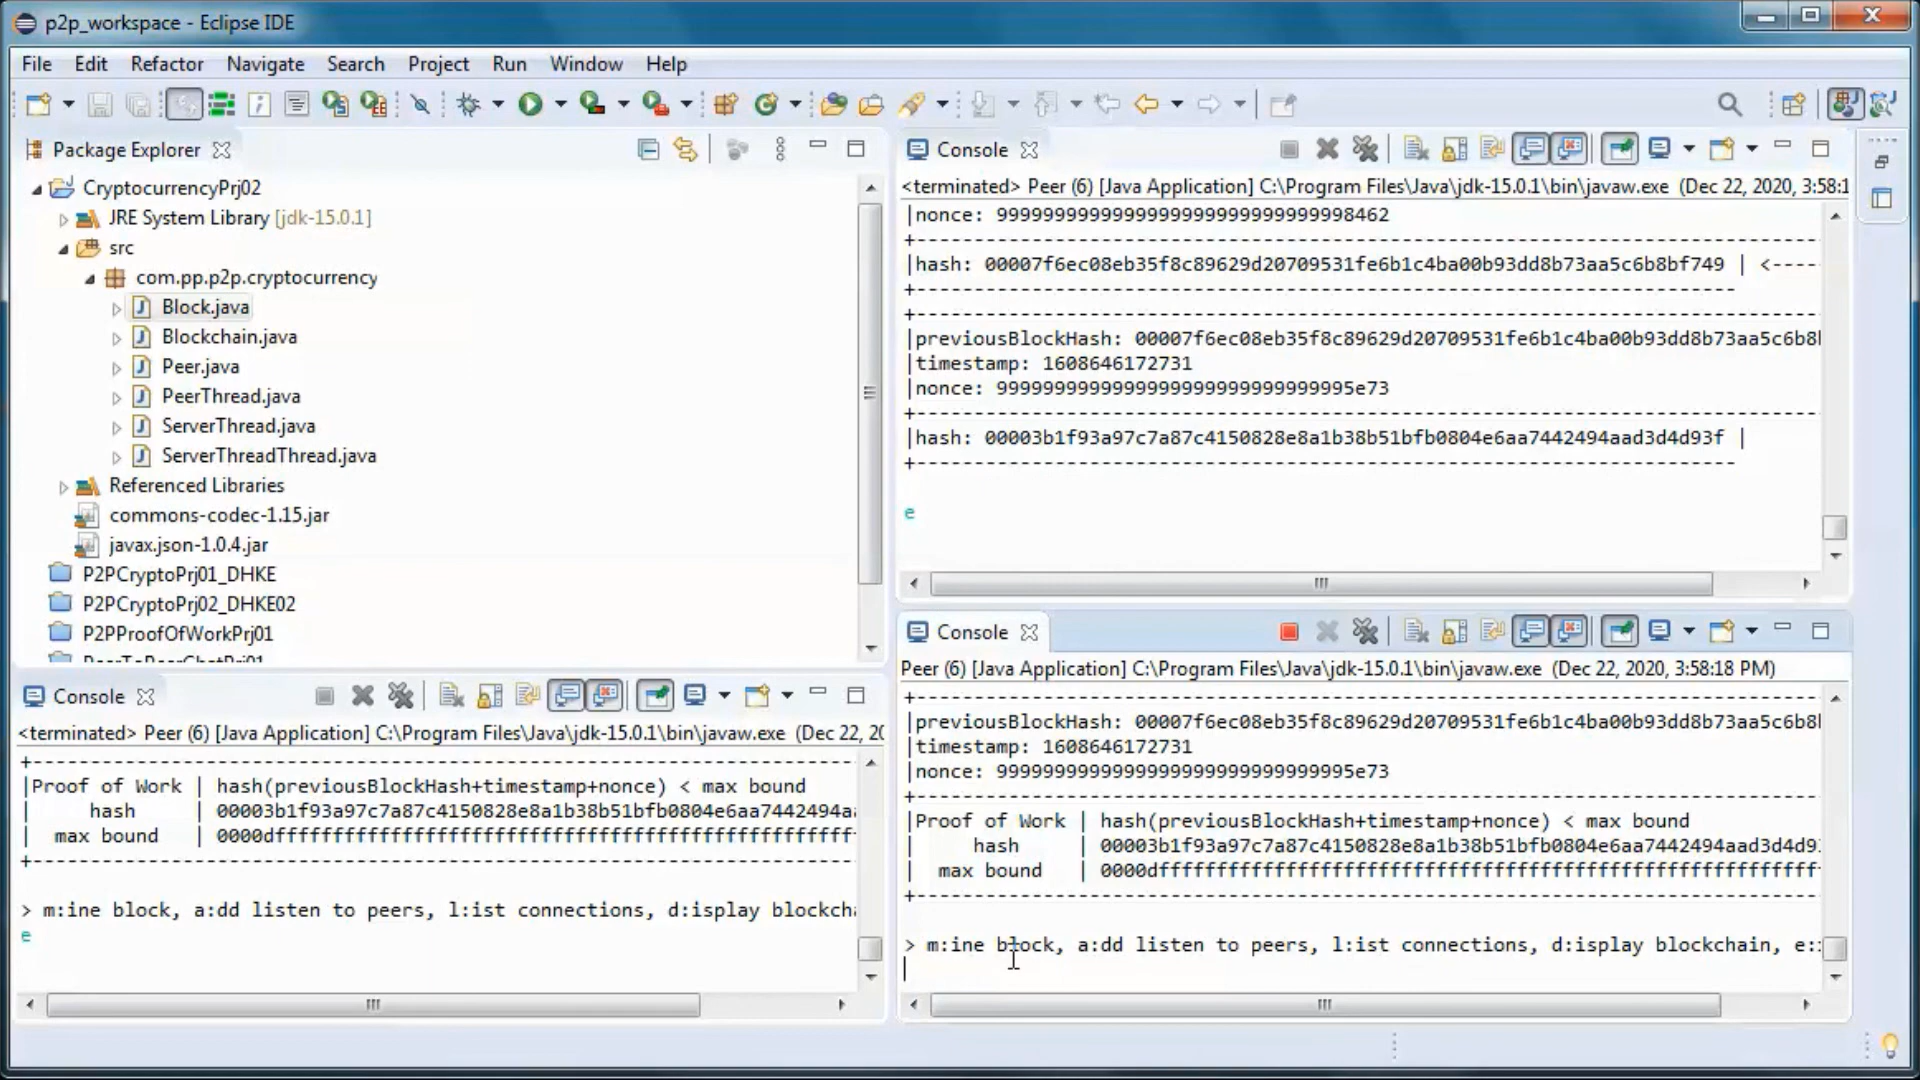 p2p_workspace - Eclipse IDE
File Edit Refactor Navigate Search Project Run Window Help
Package Explorer
CryptocurrencyPrj02
JRE System Library [jdk-15.0.1]
src
com.pp.p2p.cryptocurrency
Block.java
Blockchain.java
Peer.java
PeerThread.java
ServerThread.java
ServerThreadThread.java
Referenced Libraries
commons-codec-1.15.jar
javax.json-1.0.4.jar
P2PCryptoPrj01_DHKE
P2PCryptoPrj02_DHKE02
P2PProofOfWorkPrj01
PeerToPeerChatPrj01
Console
<terminated> Peer (6) [Java Application] C:\Program Files\Java\jdk-15.0.1\bin\javaw.exe (Dec 22, 2020, 3:58:1
|hash: 00007f6ec08eb35f8c89629d20709531fe6b1c4ba00b93dd8b73aa5c6b8bf749 | <----
|previousBlockHash: 00007f6ec08eb35f8c89629d20709531fe6b1c4ba00b93dd8b73aa5c6b8
|timestamp: 1608646172731
|hash: 00003b1f93a97c7a87c4150828e8a1b38b51bfb0804e6aa7442494aad3d4d93f |
e
Console
<terminated> Peer (6) [Java Application] C:\Program Files\Java\jdk-15.0.1\bin\javaw.exe (Dec 22, 20
|Proof of Work | hash(previousBlockHash+timestamp+nonce) < max bound
| hash | 00003b1f93a97c7a87c4150828e8a1b38b51bfb0804e6aa7442494a
| max bound |
> m:ine block, a:dd listen to peers, l:ist connections, d:isplay blockcha
e
Console
Peer (6) [Java Application] C:\Program Files\Java\jdk-15.0.1\bin\javaw.exe (Dec 22, 2020, 3:58:18 PM)
|previousBlockHash: 00007f6ec08eb35f8c89629d20709531fe6b1c4ba00b93dd8b73aa5c6b8
|timestamp: 1608646172731
|Proof of Work | hash(previousBlockHash+timestamp+nonce) < max bound
| hash | 00003b1f93a97c7a87c4150828e8a1b38b51bfb0804e6aa7442494aad3d4d9
| max bound |
> m:ine block, a:dd listen to peers, l:ist connections, d:isplay blockchain, e: